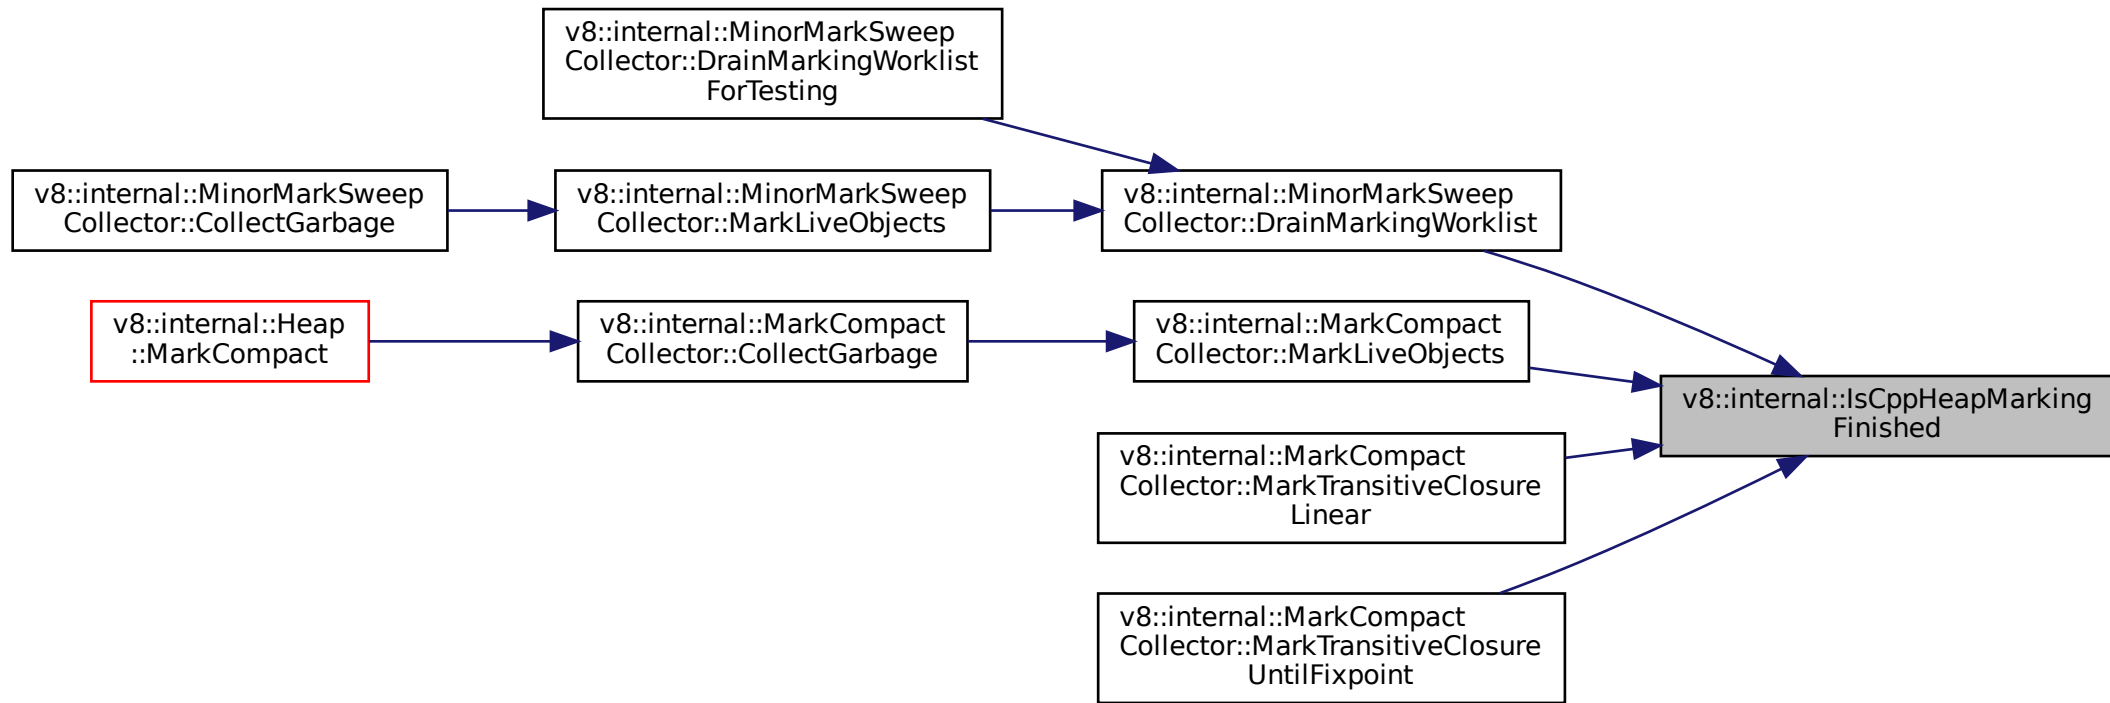 v8::internal::MinorMarkSweep
Collector::DrainMarkingWorklist
ForTesting
v8::internal::MinorMarkSweep
Collector::CollectGarbage
v8::internal::MinorMarkSweep
Collector::MarkLiveObjects
v8::internal::MinorMarkSweep
Collector::DrainMarkingWorklist
v8::internal::Heap
::MarkCompact
v8::internal::MarkCompact
Collector::CollectGarbage
v8::internal::MarkCompact
Collector::MarkLiveObjects
v8::internal::IsCppHeapMarking
Finished
v8::internal::MarkCompact
Collector::MarkTransitiveClosure
Linear
v8::internal::MarkCompact
Collector::MarkTransitiveClosure
UntilFixpoint